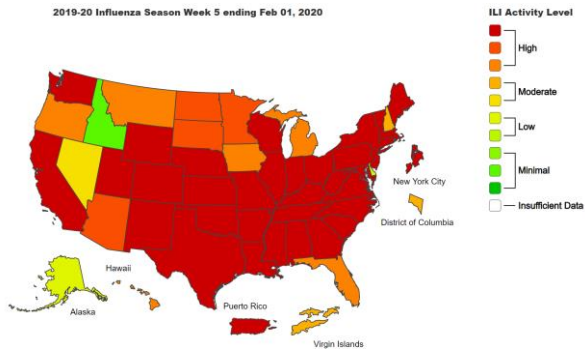 2019-20 Influenza Season Week 5 ending Feb 01, 2020
ILI Activity Level
High
Moderate
Low
Minimal
Insufficient Data
New York City
District of Columbia
Hawaii
Alaska
Puerto Rico
Virgin Islands